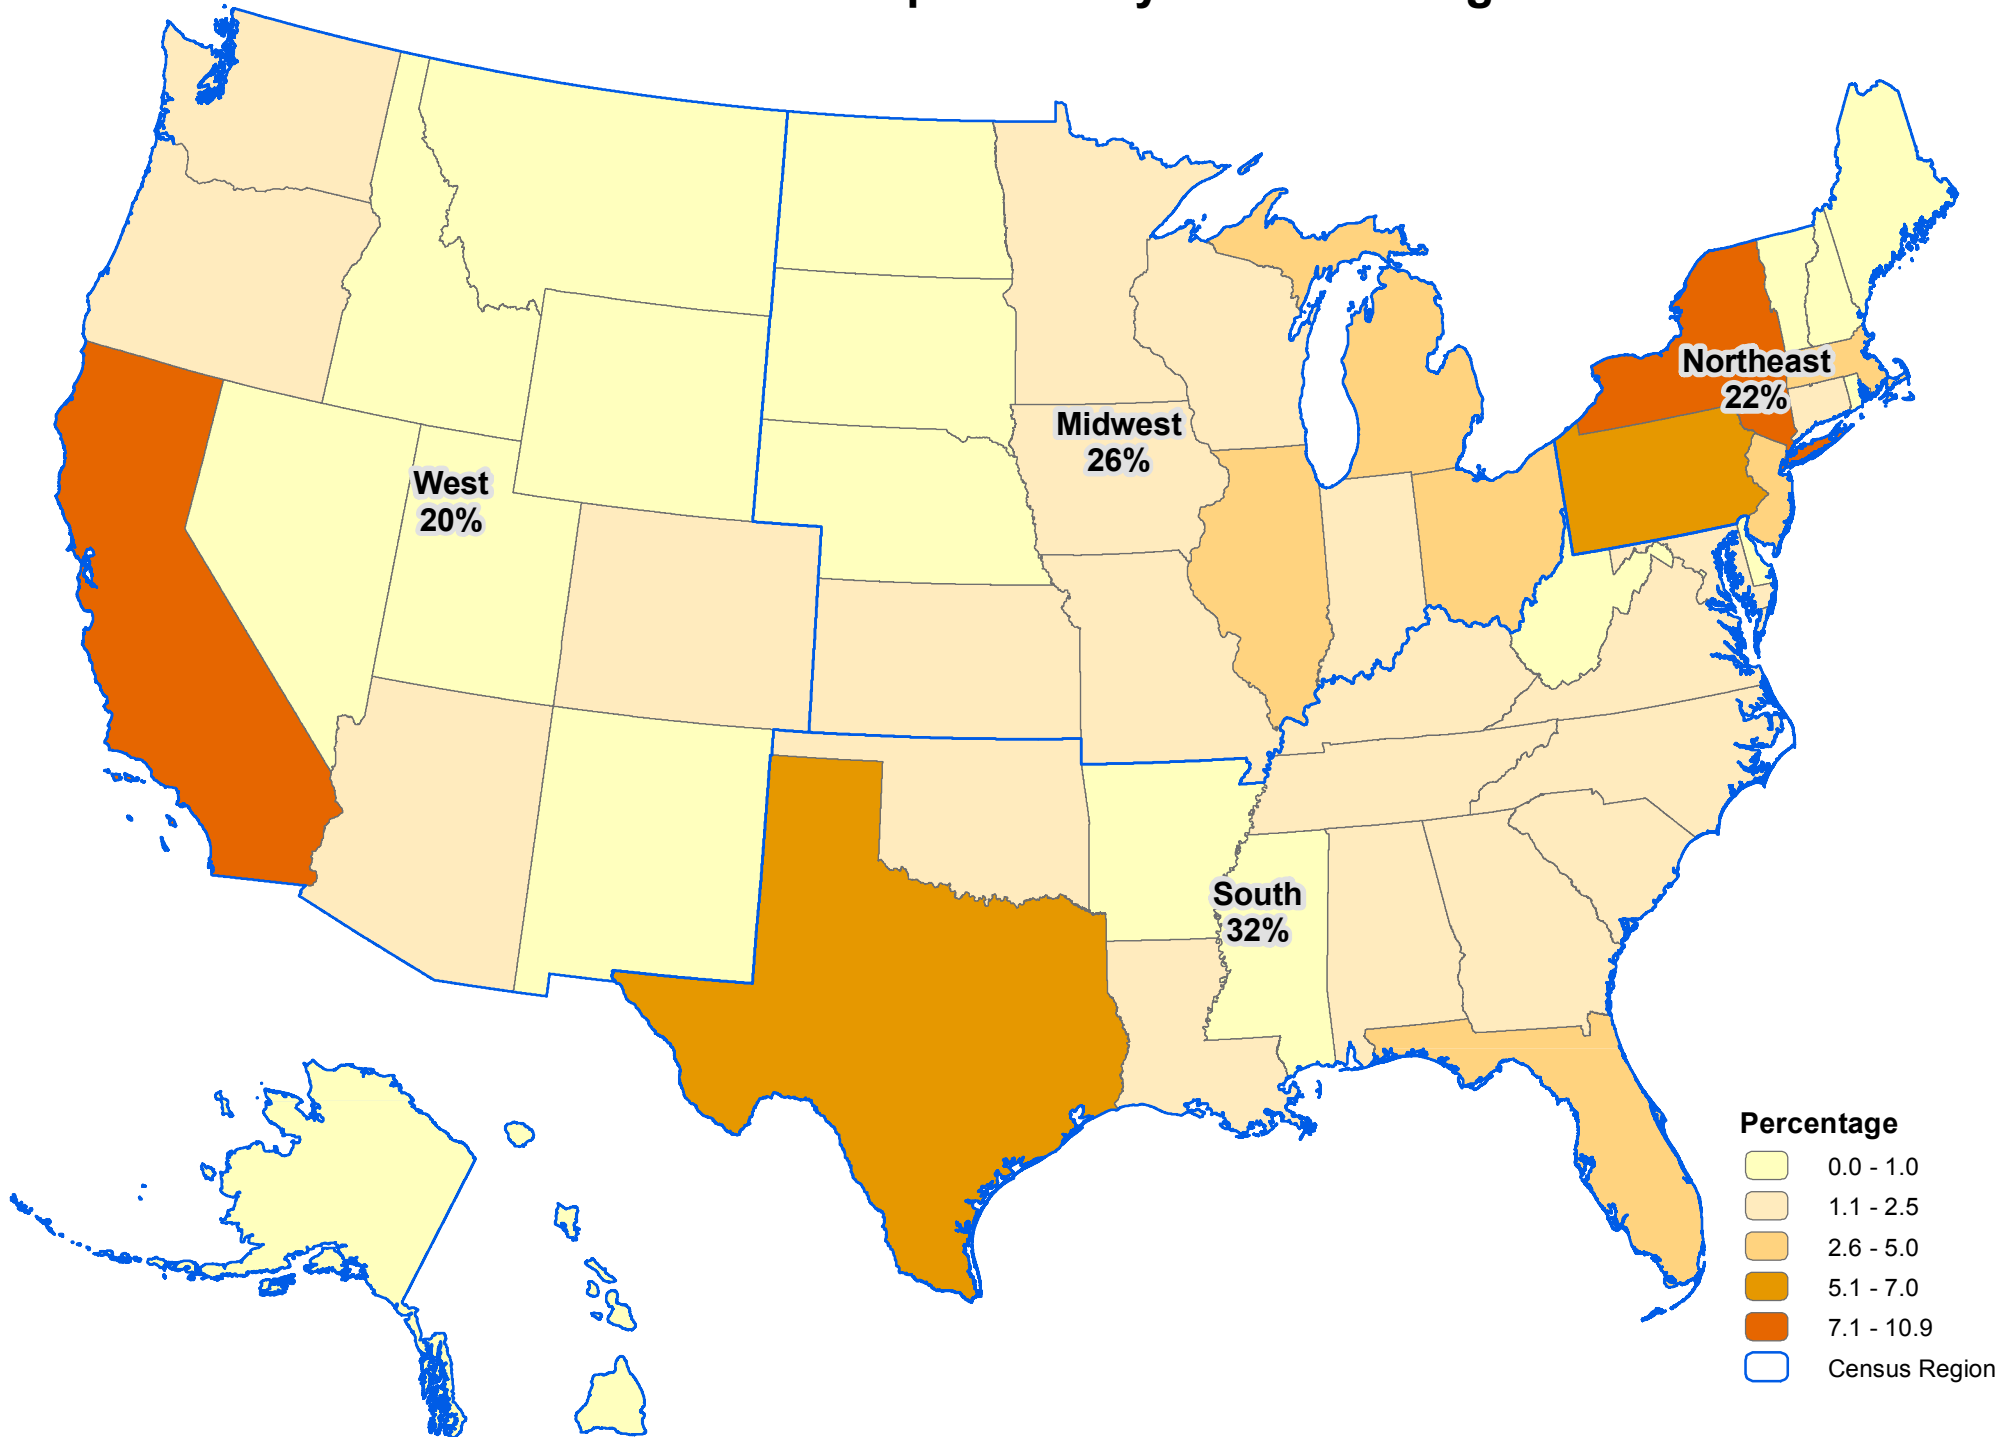 Northeast
22%
Midwest
26%
West
20%
South
32%
Percentage
0.0 - 1.0
1.1 - 2.5
2.6 - 5.0
5.1 - 7.0
7.1 - 10.9
Census Region